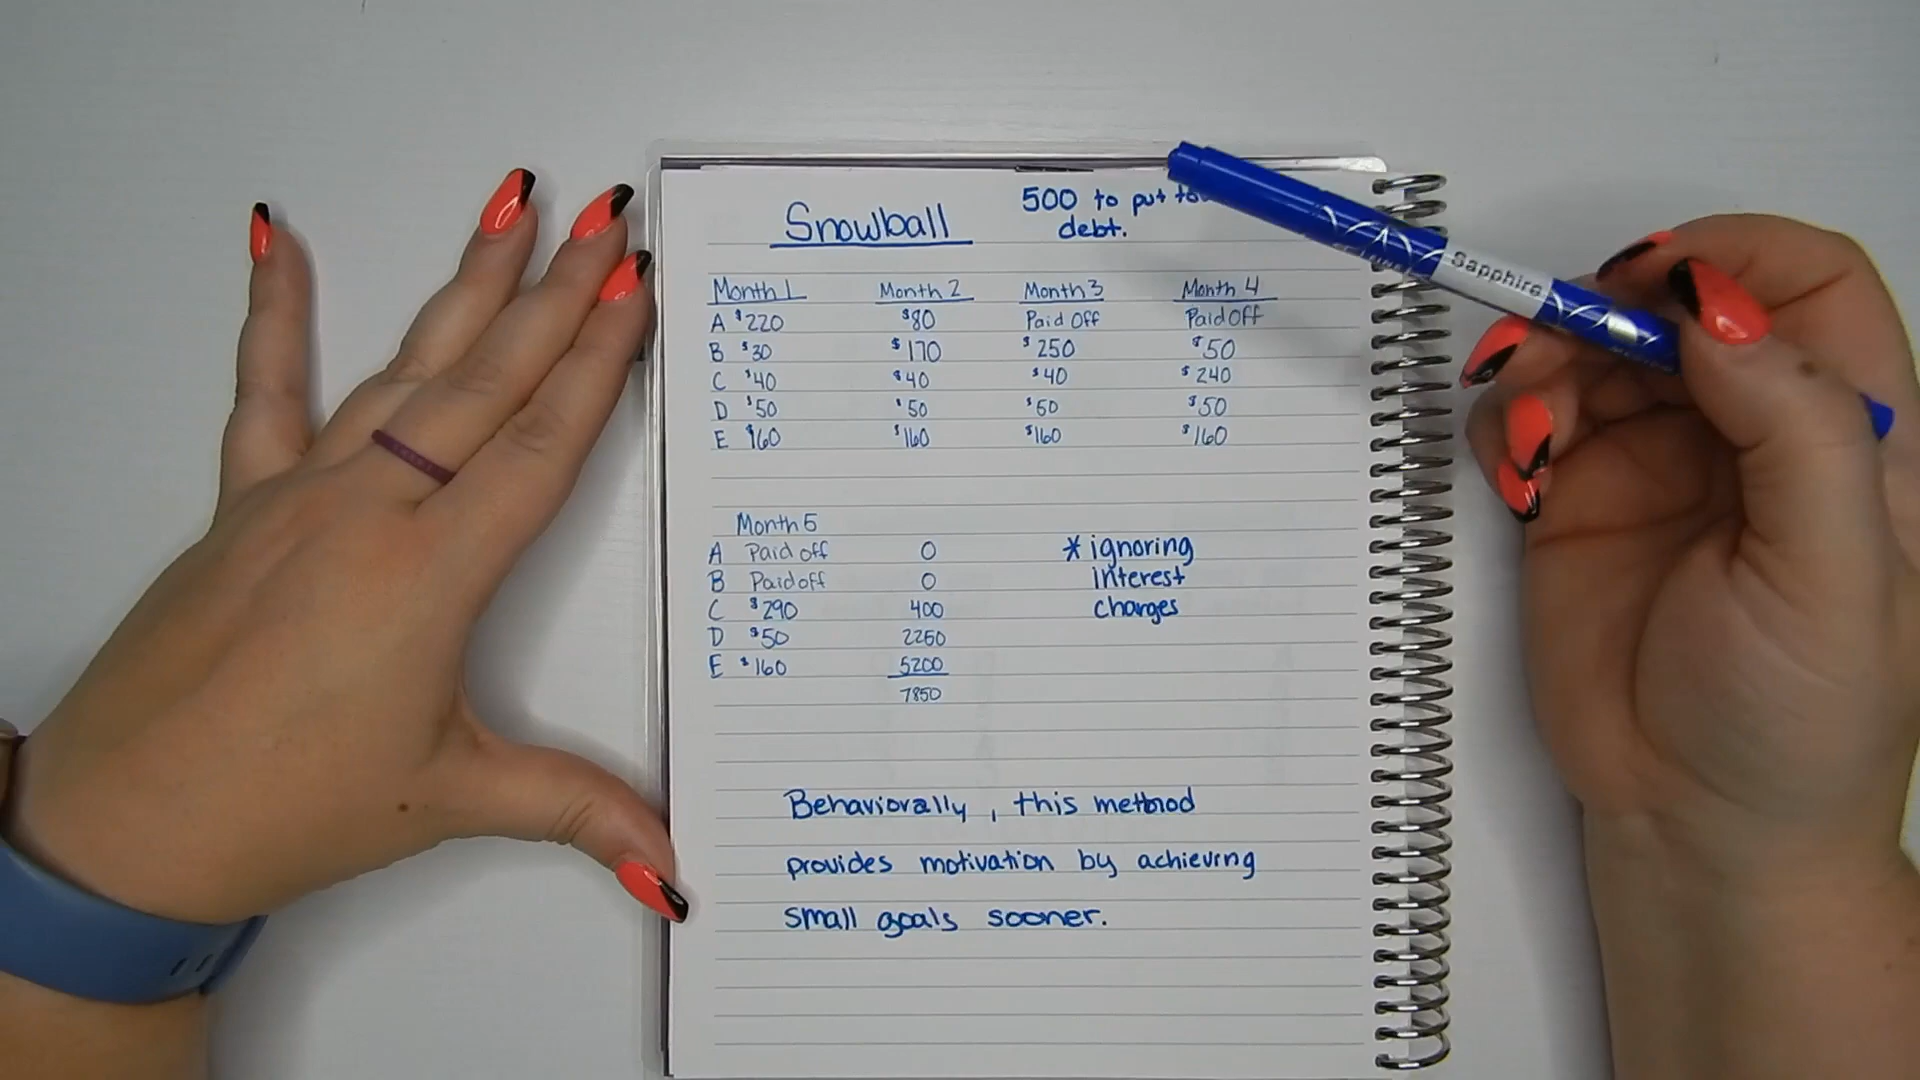 Snowball
500 to put to
debt.
Month 1 Month 2 Month 3 Month 4
A $220 $80 Paid Off Paid Off
B $30 $170 $250 $50
C $40 $40 $40 $240
D $50 $50 $50 $50
E $160 $160 $160 $160
Month 5
A Paid off 0
B Paid off 0
C $290 400
D $50 2250
E $160 5200
7850
* ignoring
interest
charges
Behaviorally, this method
provides motivation by achieving
small goals sooner.
Sapphire